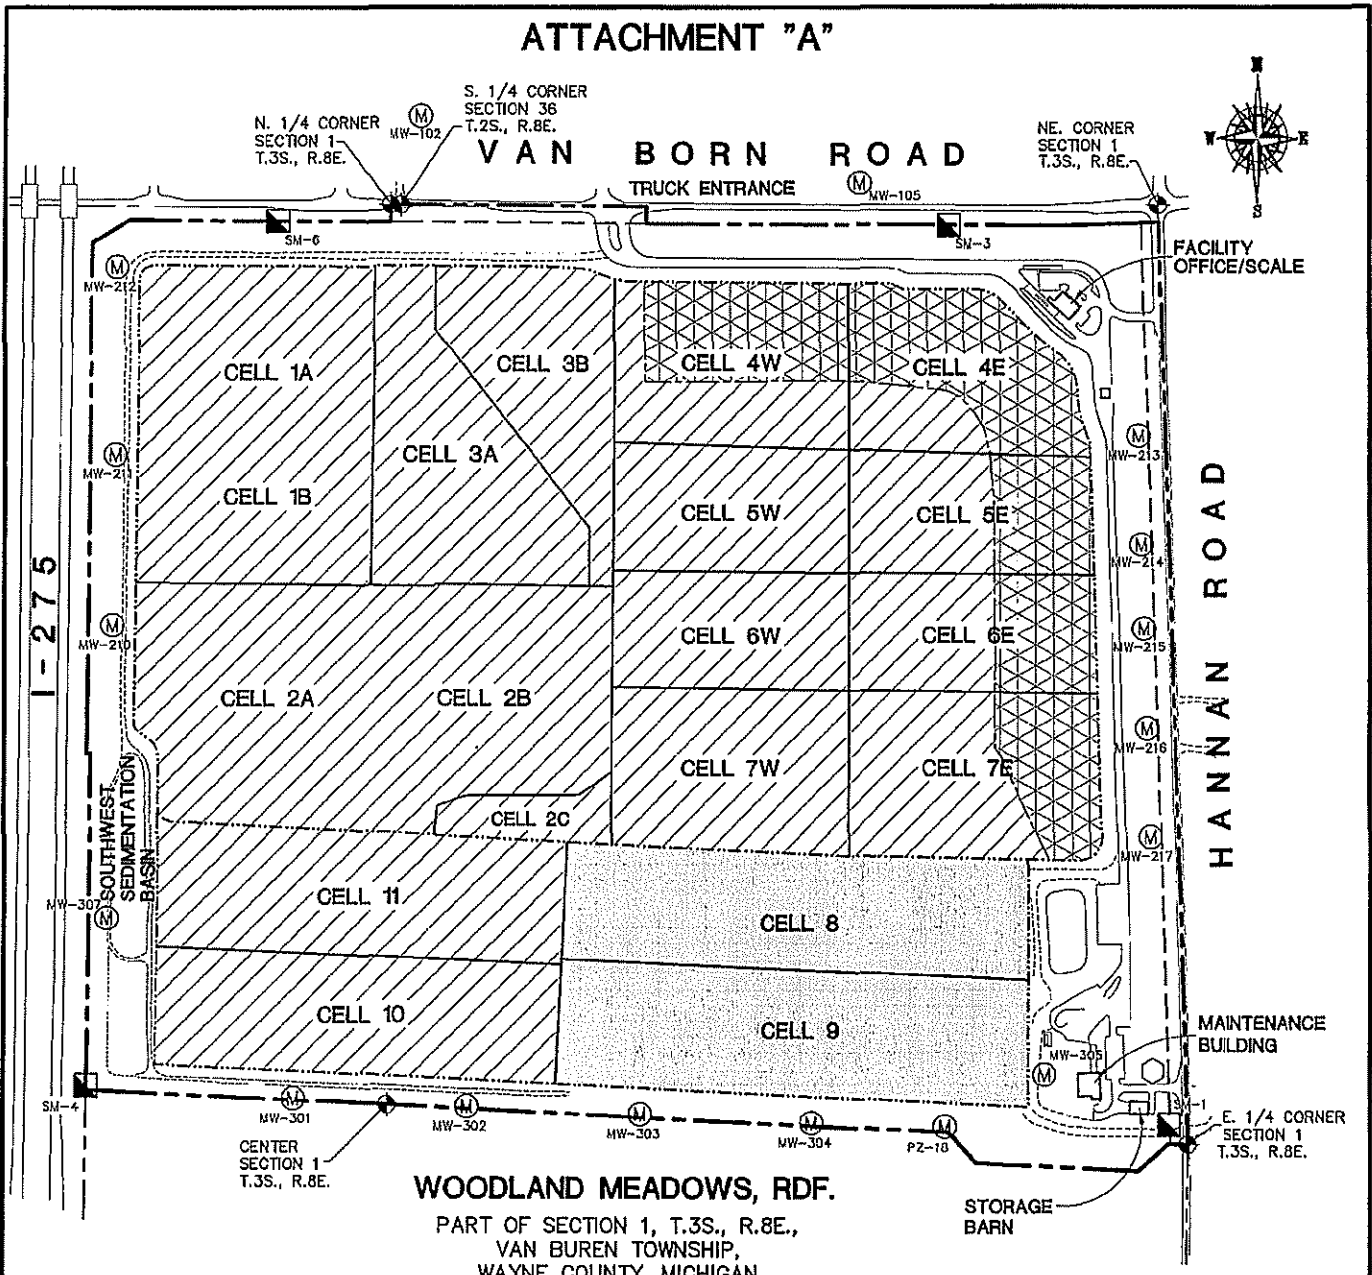 ATTACHMENT "A"
S. 1/4 CORNER
SECTION 36
T.2S., R.8E.
N. 1/4 CORNER
SECTION 1
T.3S., R.8E.
M
MW-102
NE. CORNER
SECTION 1
T.3S., R.8E.
N
W
E
S
VAN BORN ROAD
TRUCK ENTRANCE
M
MW-105
SM-6
SM-3
FACILITY
OFFICE/SCALE
M
MW-212
CELL 1A
CELL 3B
CELL 4W
CELL 4E
M
MW-211
CELL 3A
M
MW-213
CELL 1B
CELL 5W
CELL 5E
M
MW-214
I-275
HANNAN ROAD
M
MW-210
CELL 6W
CELL 6E
M
MW-215
CELL 2A
CELL 2B
M
MW-216
CELL 7W
CELL 7E
SOUTHWEST
SEDIMENTATION
BASIN
CELL 2C
M
MW-217
MW-307
M
CELL 11
CELL 8
CELL 10
CELL 9
MAINTENANCE
BUILDING
MW-305
M
SM-4
M
MW-301
M
MW-302
M
MW-303
M
MW-304
M
PZ-18
SM-1
E. 1/4 CORNER
SECTION 1
T.3S., R.8E.
CENTER
SECTION 1
T.3S., R.8E.
STORAGE
BARN
WOODLAND MEADOWS, RDF.
PART OF SECTION 1, T.3S., R.8E.,
VAN BUREN TOWNSHIP,
WAYNE COUNTY, MICHIGAN